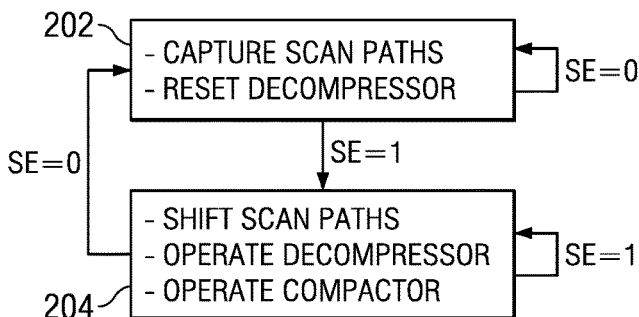 202
- CAPTURE SCAN PATHS
- RESET DECOMPRESSOR
SE=0
SE=1
SE=0
- SHIFT SCAN PATHS
- OPERATE DECOMPRESSOR
- OPERATE COMPACTOR
SE=1
204